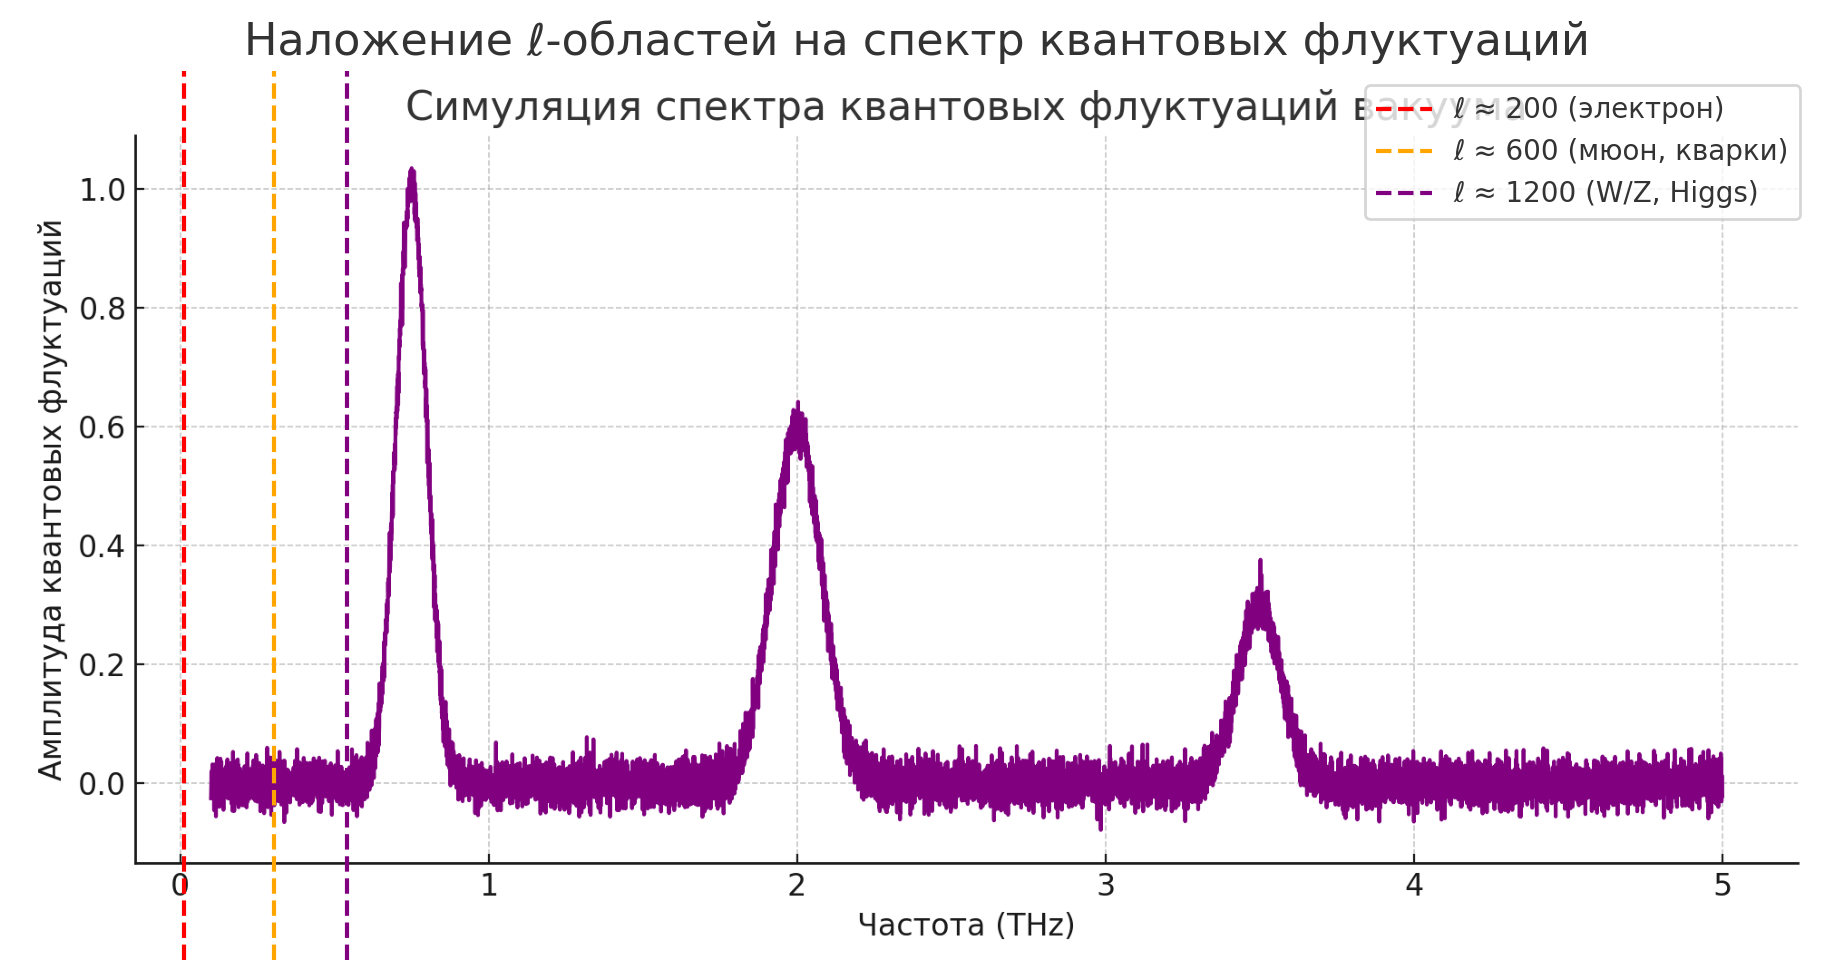 Наложение ℓ-областей на спектр квантовых флуктуаций
Симуляция спектра квантовых флуктуаций вакуума
ℓ ≈ 200 (электрон)
ℓ ≈ 600 (мюон, кварки)
ℓ ≈ 1200 (W/Z, Higgs)
Амплитуда квантовых флуктуаций
1.0
0.8
0.6
0.4
0.2
0.0
0 1 2 3 4 5
Частота (THz)